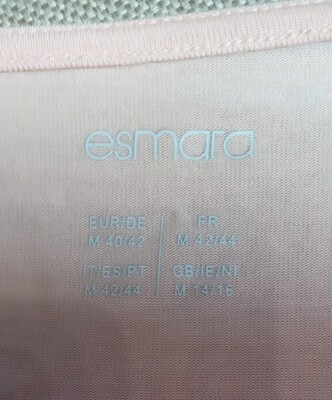 esmara
EUR/DE FR
M 40/42 M 42/44
IT/ES/PT GB/IE/NI
M 42/44 M 14/16